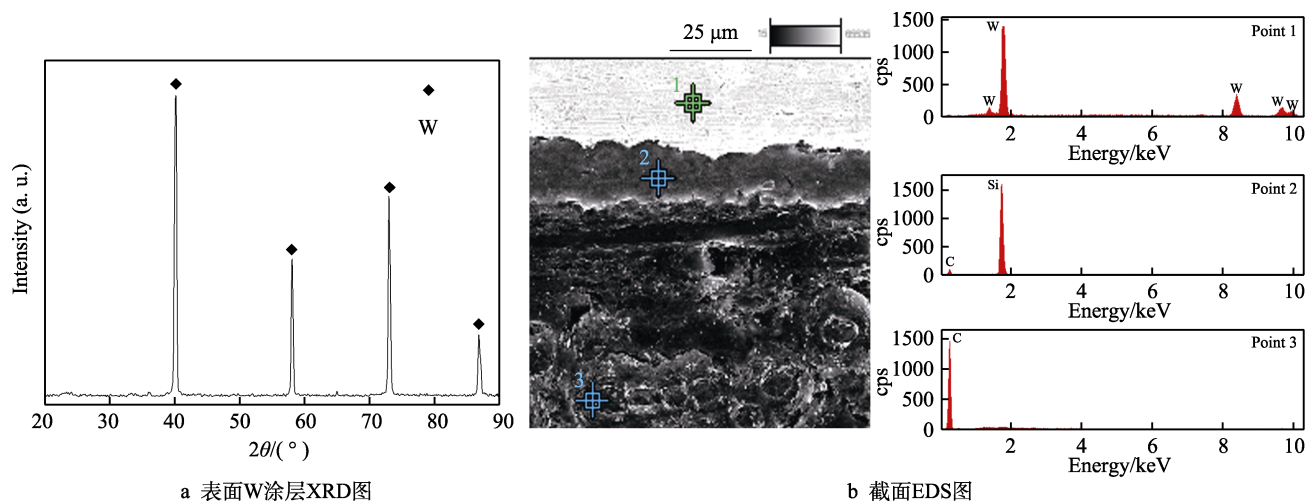 W
Intensity (a. u.)
20 30 40 50 60 70 80 90
2θ/(°)
a 表面W涂层XRD图
25 μm
1
2
3
1500
1000
500
0
cps
W
W
W
W
W
Point 1
2 4 6 8 10
Energy/keV
1500
1000
500
0
cps
Si
C
Point 2
2 4 6 8 10
Energy/keV
1500
1000
500
0
cps
C
Point 3
2 4 6 8 10
Energy/keV
b 截面EDS图